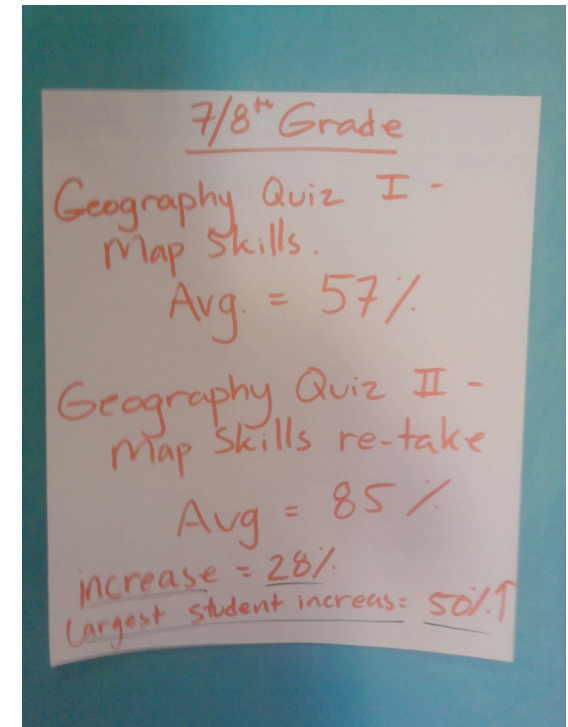 7/8th Grade
Geography Quiz I -
Map Skills.
Avg. = 57%
Geography Quiz II -
Map Skills re-take
Avg = 85%
increase = 28%
Largest student increas= 50%↑